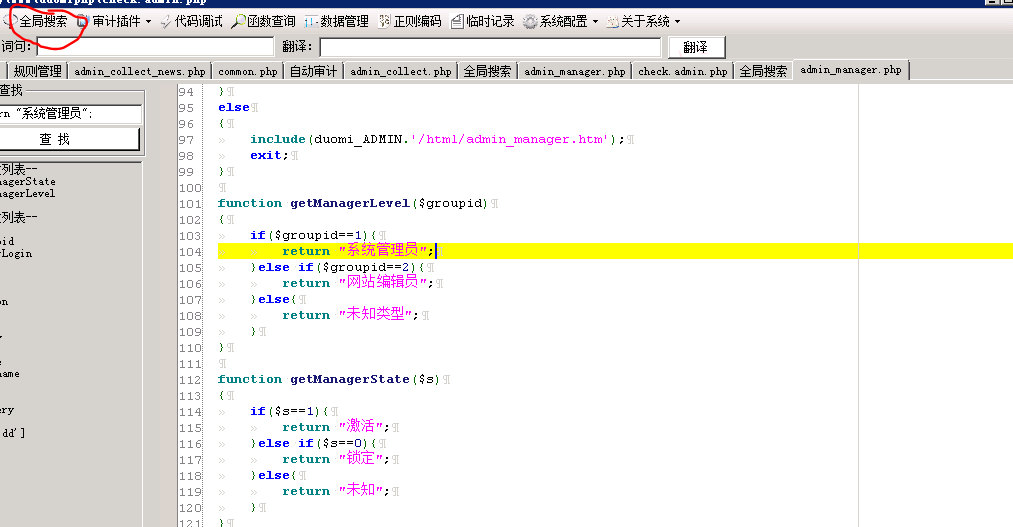 check.admin.php
全局搜索 审计插件 代码调试 函数查询 数据管理 正则编码 临时记录 系统配置 关于系统
词句: 翻译: 翻译
规则管理 admin_collect_news.php common.php 自动审计 admin_collect.php 全局搜索 admin_manager.php check.admin.php 全局搜索 admin_manager.php
查找
rn "系统管理员";
查 找
列表--
nagerState
nagerLevel
列表--
id
rLogin
on
name
ery
dd']
94 }
95 else
96 {
97 include(duomi_ADMIN.'/html/admin_manager.htm');
98 exit;
99 }
100
101 function getManagerLevel($groupid)
102 {
103 if($groupid==1){
104 return "系统管理员";
105 }else if($groupid==2){
106 return "网站编辑员";
107 }else{
108 return "未知类型";
109 }
110 }
111
112 function getManagerState($s)
113 {
114 if($s==1){
115 return "激活";
116 }else if($s==0){
117 return "锁定";
118 }else{
119 return "未知";
120 }
121 }